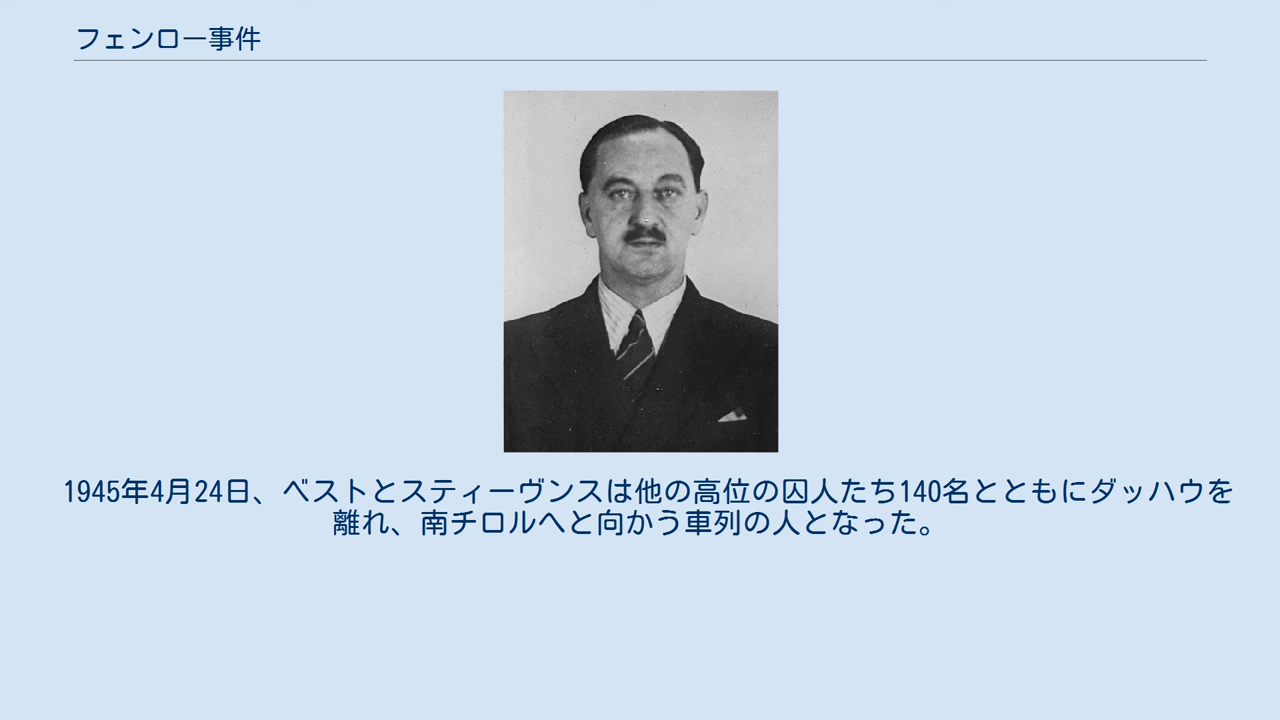 フェンロー事件
1945年4月24日、ベストとスティーヴンスは他の高位の囚人たち140名とともにダッハウを
離れ、南チロルへと向かう車列の人となった。